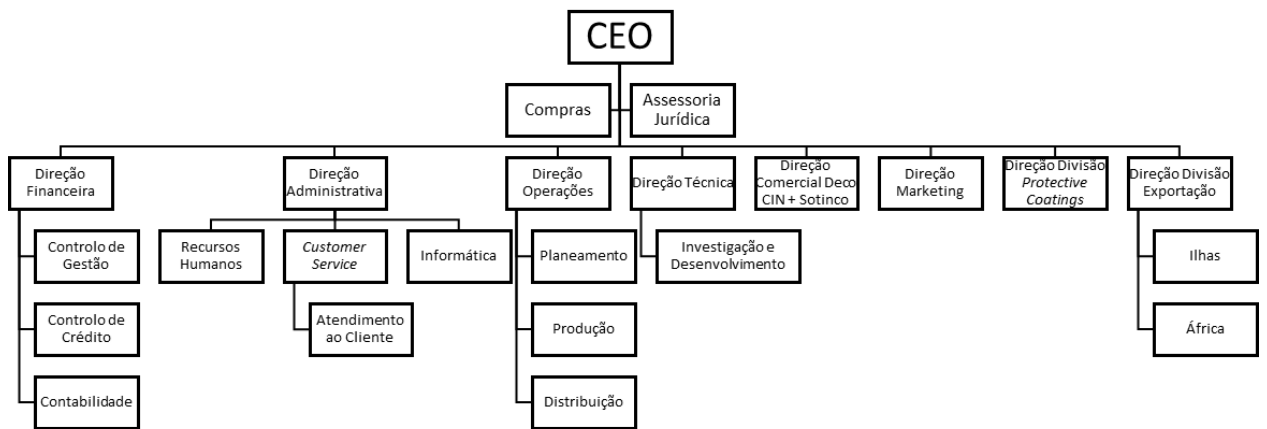 CEO
Compras
Assessoria
Jurídica
Direção
Financeira
Direção
Administrativa
Direção
Operações
Direção Técnica
Direção
Comercial Deco
CIN + Sotinco
Direção
Marketing
Direção Divisão
Protective
Coatings
Direção Divisão
Exportação
Controlo de
Gestão
Recursos
Humanos
Customer
Service
Informática
Planeamento
Investigação e
Desenvolvimento
Ilhas
Controlo de
Crédito
Atendimento
ao Cliente
Produção
África
Contabilidade
Distribuição